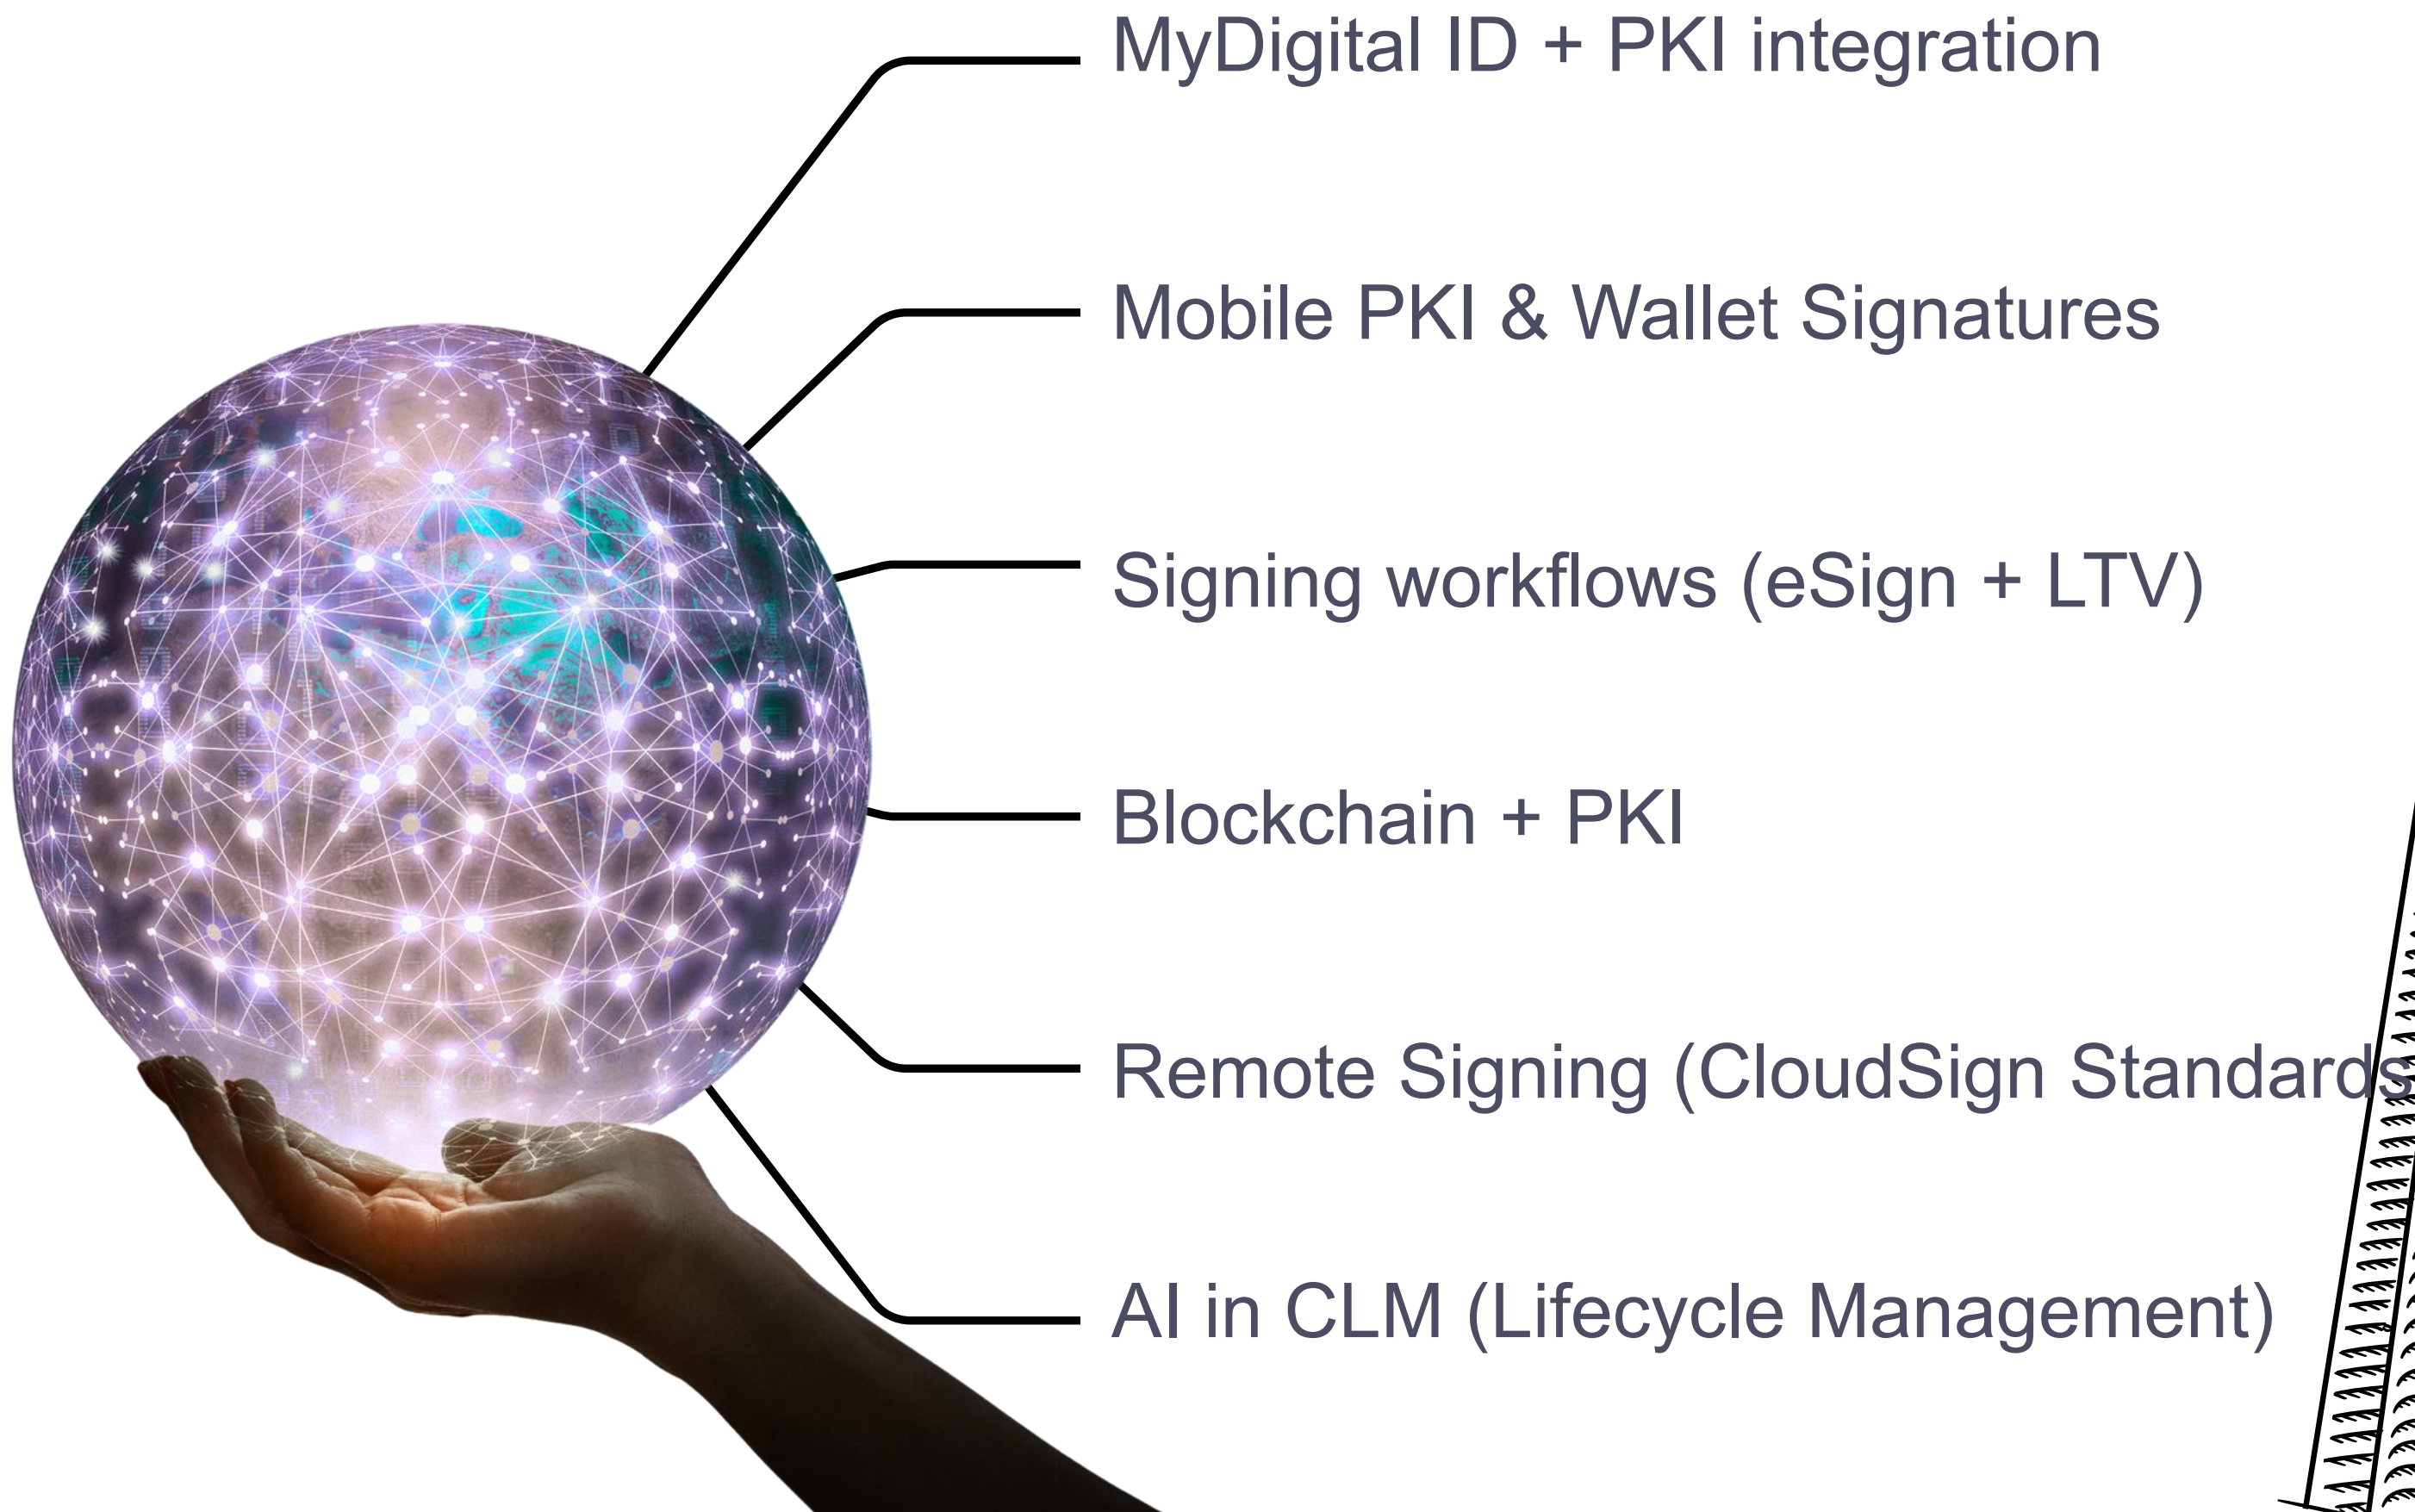 MyDigital ID + PKI integration
Mobile PKI & Wallet Signatures
Signing workflows (eSign + LTV)
Blockchain + PKI
Remote Signing (CloudSign Standards
AI in CLM (Lifecycle Management)